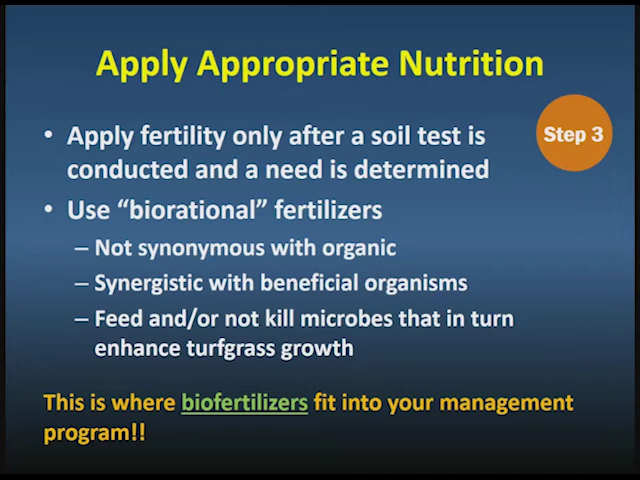 Apply Appropriate Nutrition
• Apply fertility only after a soil test is
conducted and a need is determined
Step 3
• Use “biorational” fertilizers
– Not synonymous with organic
– Synergistic with beneficial organisms
– Feed and/or not kill microbes that in turn
enhance turfgrass growth
This is where biofertilizers fit into your management
program!!